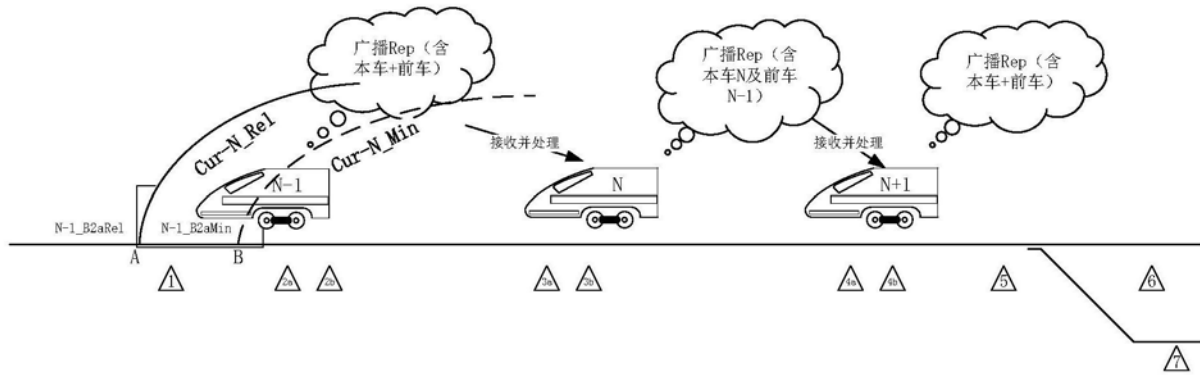 广播Rep（含
本车+前车）
广播Rep（含
本车N及前车
N-1）
广播Rep（含
本车+前车）
Cur-N_Rel
Cur-N_Min
接收并处理
接收并处理
N-1
N
N+1
N-1_B2aRel
N-1_B2aMin
A
B
1
2a
2b
3a
3b
4a
4b
5
6
7